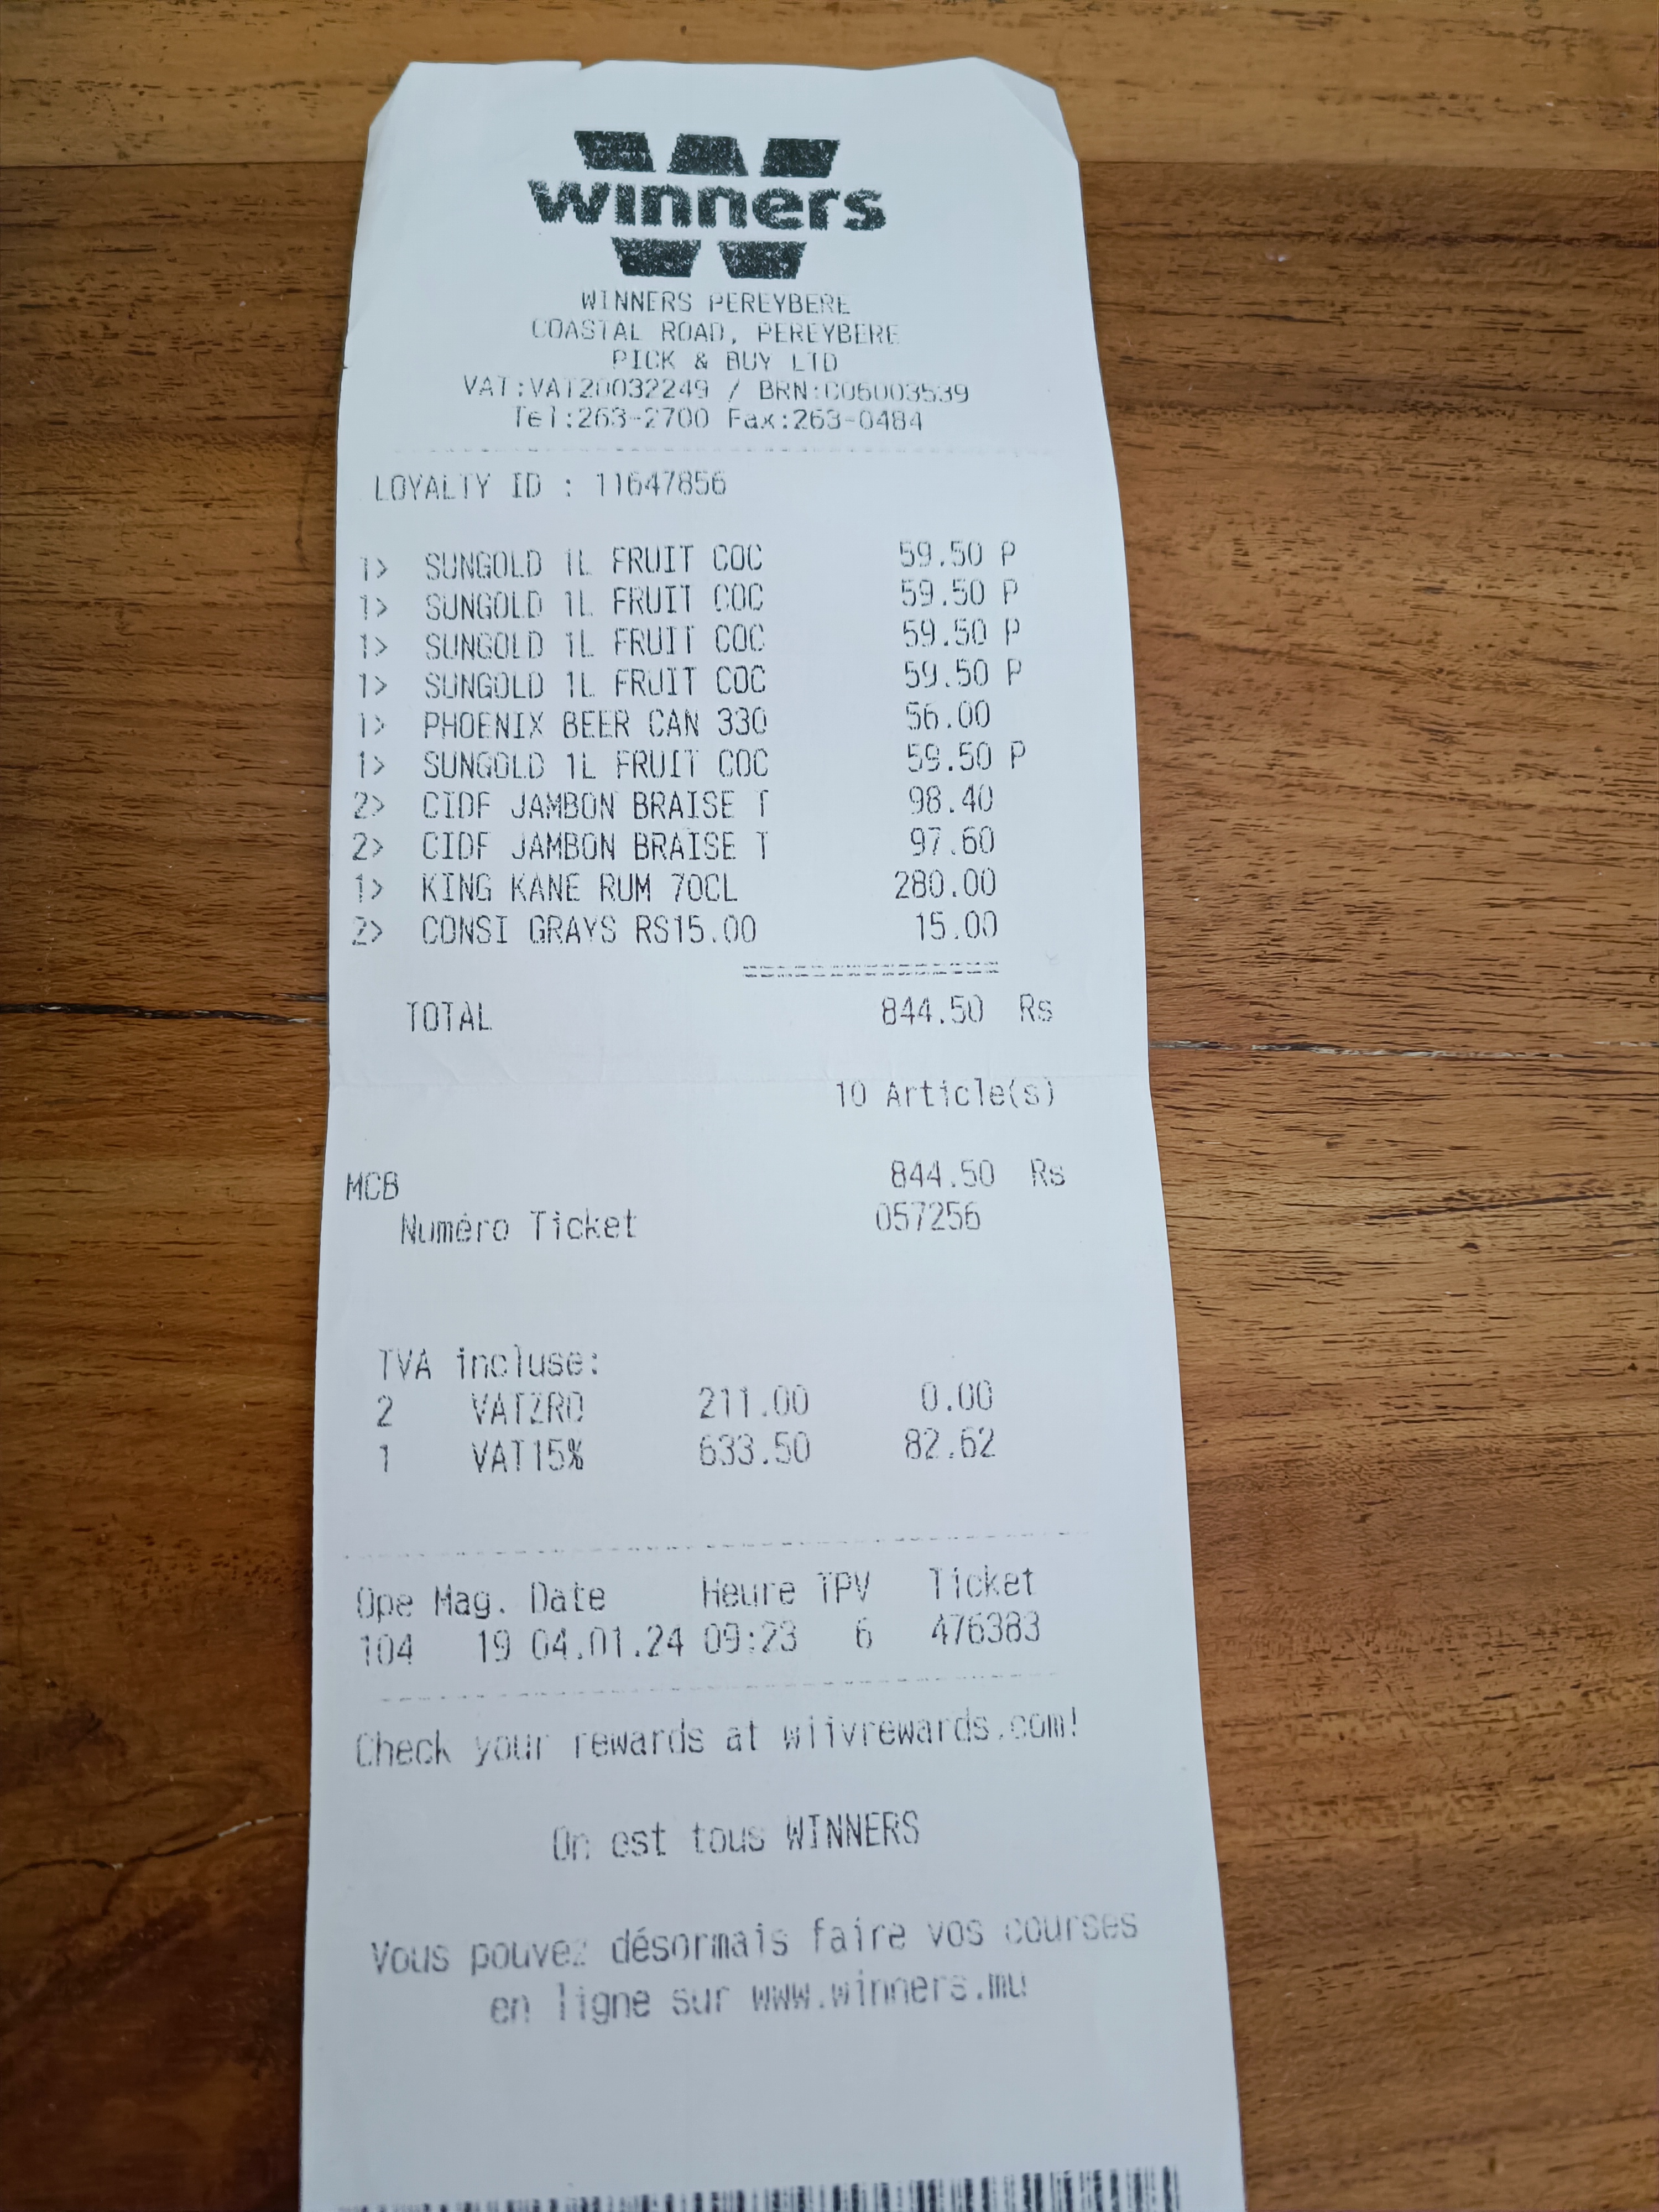 winners
WINNERS PEREYBERE
COASTAL ROAD, PEREYBERE
PICK & BUY LTD
VAT:VAT20032249 / BRN:C06003539
Tel:263-2700 Fax:263-0484
LOYALTY ID : 11647856
1> SUNGOLD 1L FRUIT COC 59.50 P
1> SUNGOLD 1L FRUIT COC 59.50 P
1> SUNGOLD 1L FRUIT COC 59.50 P
1> SUNGOLD 1L FRUIT COC 59.50 P
1> PHOENIX BEER CAN 330 56.00
1> SUNGOLD 1L FRUIT COC 59.50 P
2> CIDF JAMBON BRAISE T 98.40
2> CIDF JAMBON BRAISE T 97.60
1> KING KANE RUM 70CL 280.00
2> CONSI GRAYS RS15.00 15.00
TOTAL 844.50 Rs
10 Article(s)
MCB 844.50 Rs
Numéro Ticket 057256
TVA incluse:
2 VATZRO 211.00 0.00
1 VAT15% 633.50 82.62
Ope Mag. Date Heure TPV Ticket
104 19 04.01.24 09:23 6 476383
Check your rewards at wiivrewards.com!
On est tous WINNERS
Vous pouvez désormais faire vos courses
en ligne sur www.winners.mu